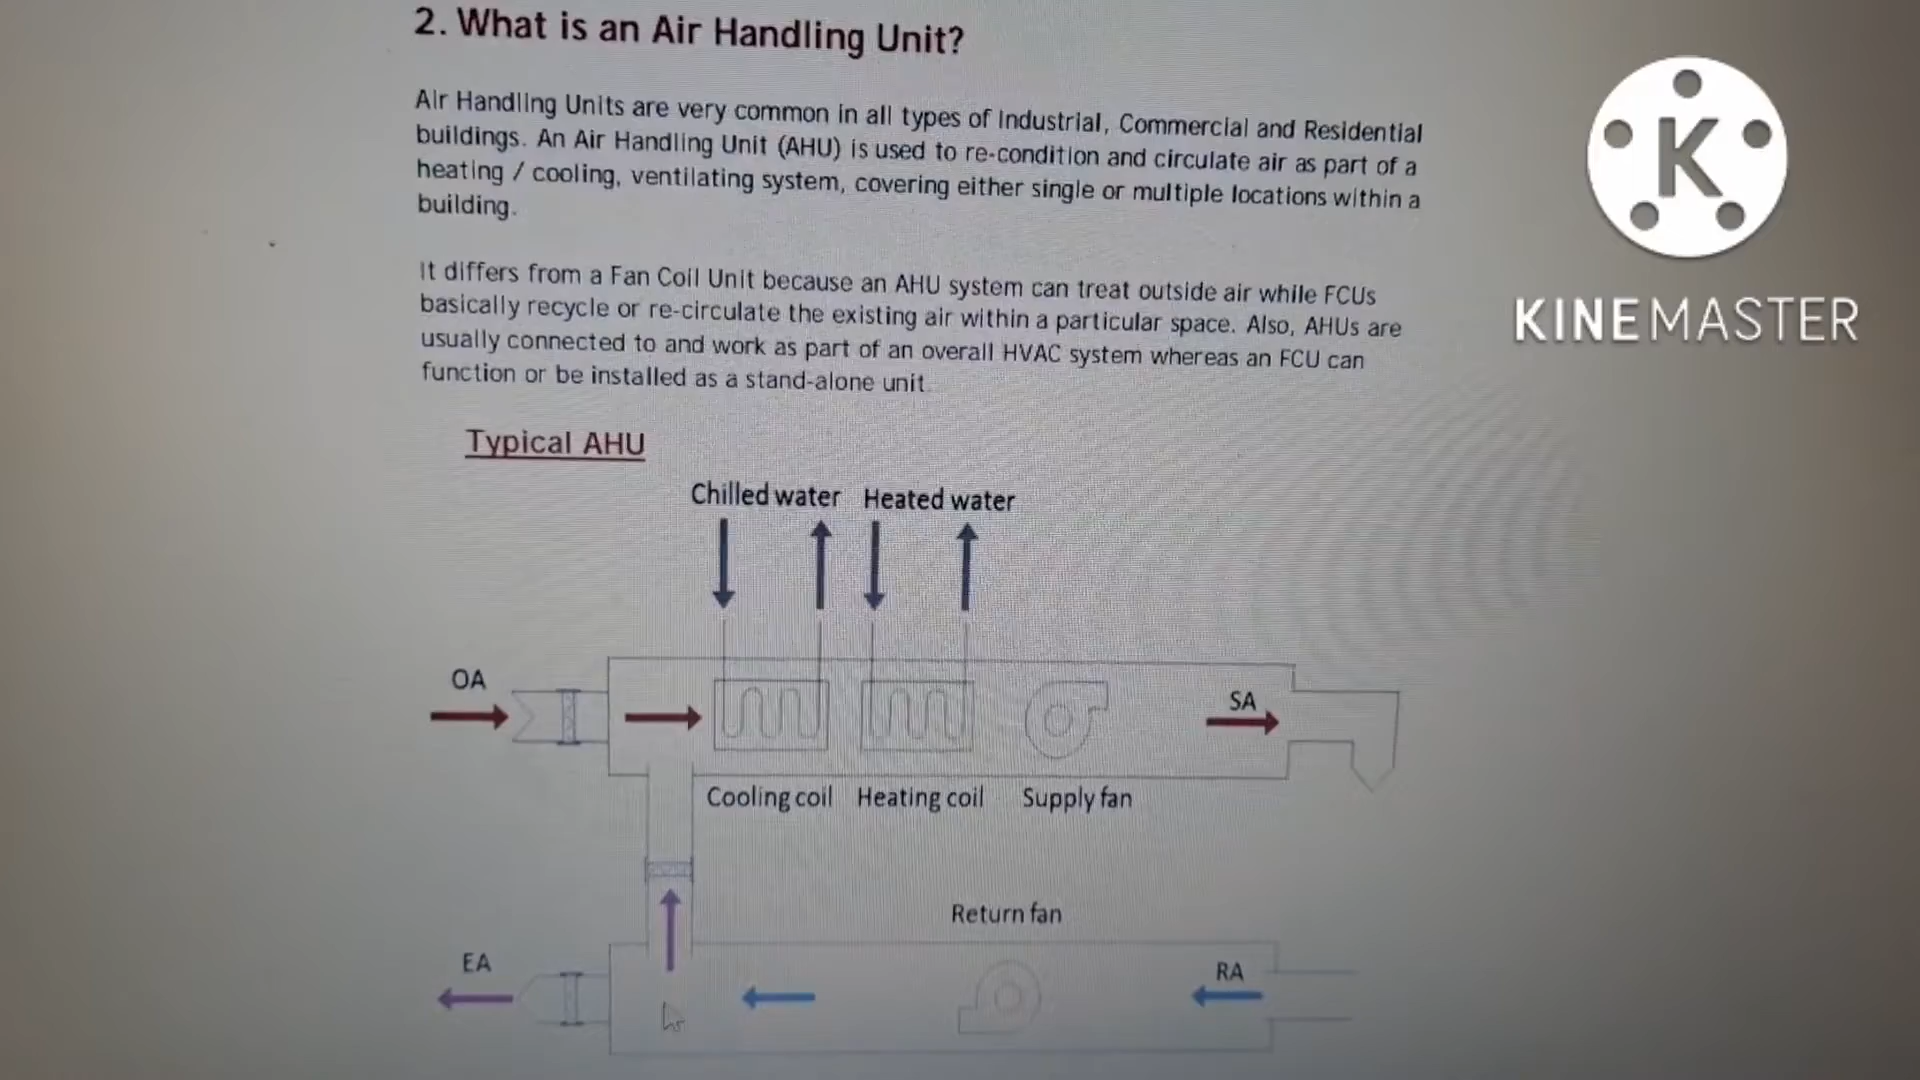 2. What is an Air Handling Unit?
Air Handling Units are very common in all types of Industrial, Commercial and Residential
buildings. An Air Handling Unit (AHU) is used to re-condition and circulate air as part of a
heating / cooling, ventilating system, covering either single or multiple locations within a
building.
It differs from a Fan Coil Unit because an AHU system can treat outside air while FCUs
basically recycle or re-circulate the existing air within a particular space. Also, AHUs are
usually connected to and work as part of an overall HVAC system whereas an FCU can
function or be installed as a stand-alone unit.
Typical AHU
Chilled water Heated water
OA
SA
Cooling coil Heating coil Supply fan
Return fan
EA
RA
K
KINEMASTER